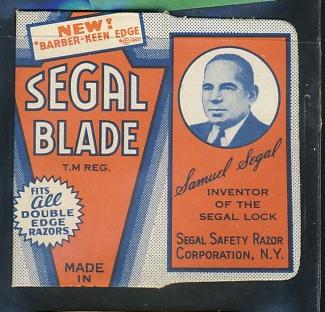 NEW!
"BARBER-KEEN" EDGE
SEGAL
BLADE
T.M REG.
FITS
all
DOUBLE
EDGE
RAZORS
MADE
IN
Samuel Segal
INVENTOR
OF THE
SEGAL LOCK
SEGAL SAFETY RAZOR
CORPORATION, N.Y.